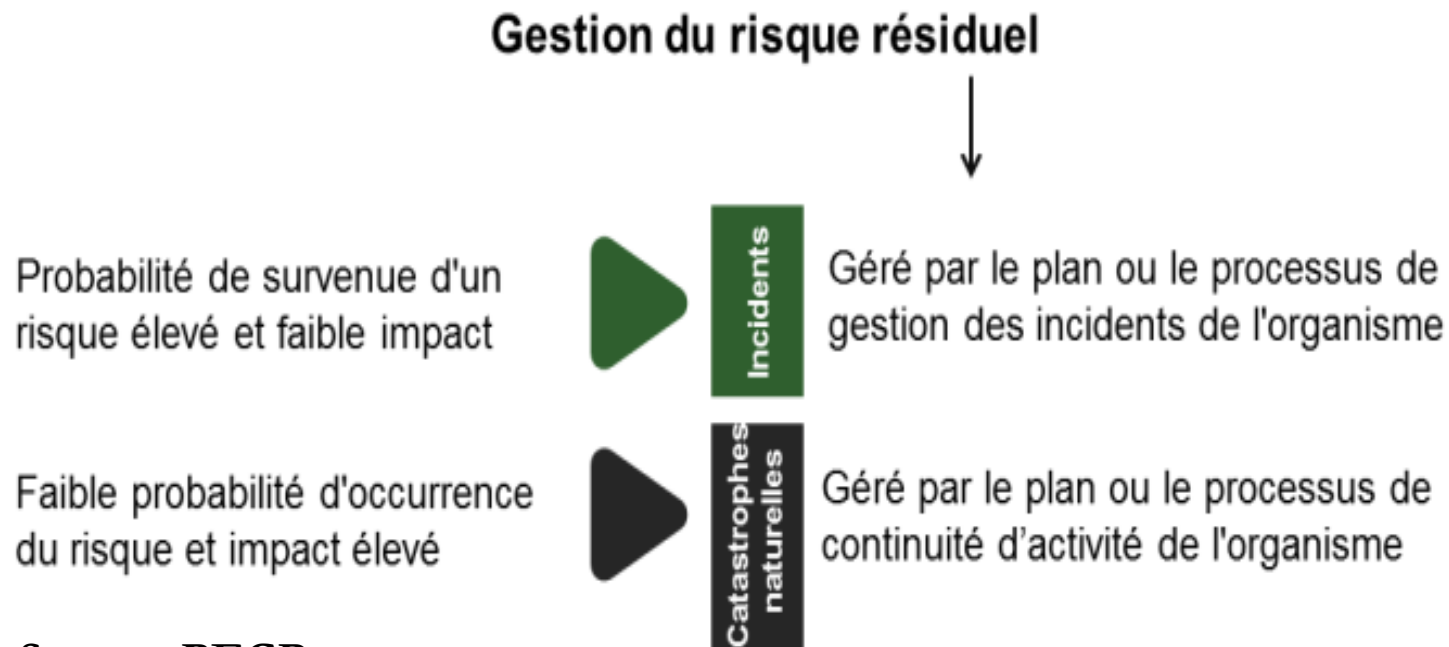 Gestion du risque résiduel
Probabilité de survenue d'un
risque élevé et faible impact
Incidents
Géré par le plan ou le processus de
gestion des incidents de l'organisme
Faible probabilité d'occurrence
du risque et impact élevé
Catastrophes
naturelles
Géré par le plan ou le processus de
continuité d’activité de l'organisme